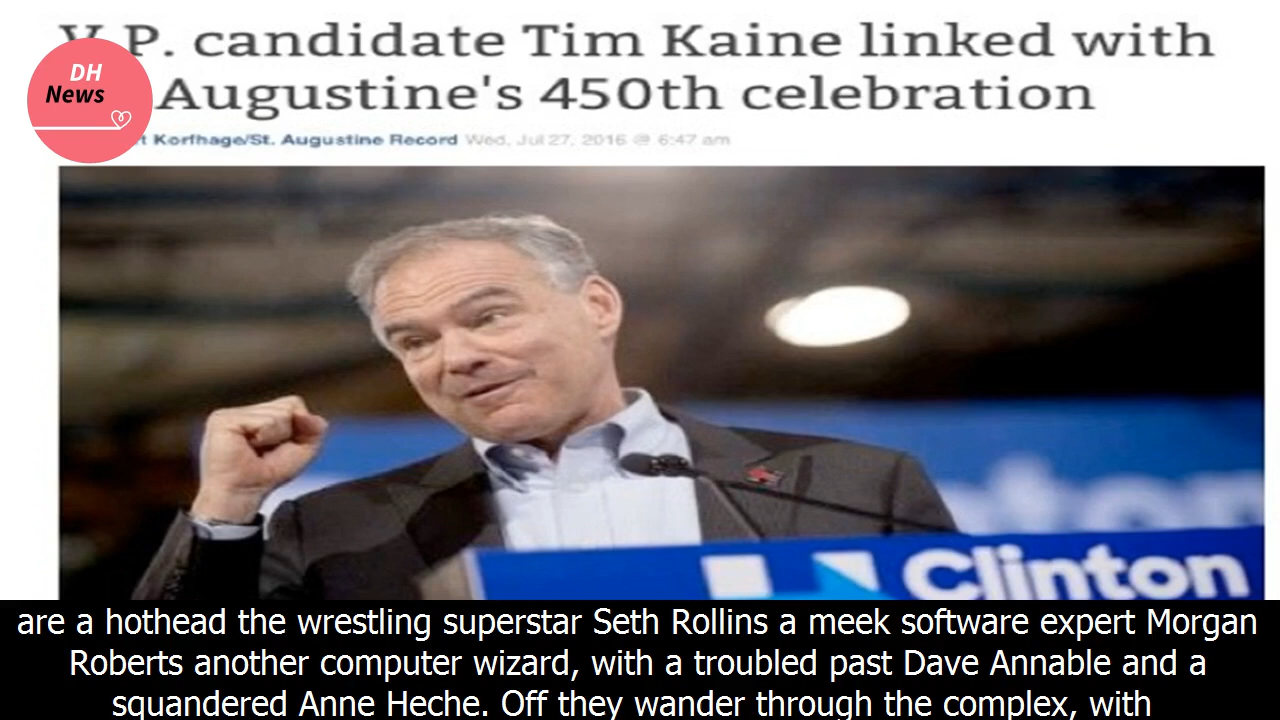 V.P. candidate Tim Kaine linked with
Augustine's 450th celebration
DH
News
Korfhage/St. Augustine Record Wed, Jul 27, 2016 @ 6:47 am
Clinton
are a hothead the wrestling superstar Seth Rollins a meek software expert Morgan
Roberts another computer wizard, with a troubled past Dave Annable and a
squandered Anne Heche. Off they wander through the complex, with